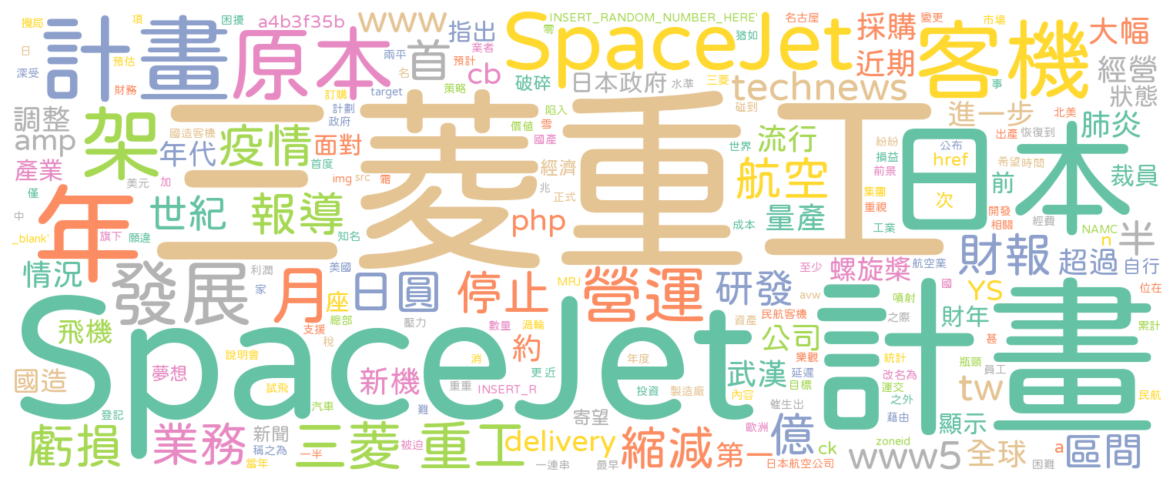 擾局 項 困擾 a4b3f35b www 指出 INSERT_RANDOM_NUMBER_HERE' 名古屋 變更 市場
日 預估 兩平 業者 零 猶如 採購 大幅
計畫 原本 首 預計 SpaceJet 客機
深受 財務 訂購 名 策略 cb 破碎 日本政府 水準 三菱 近期 事 經營
計劃 target technews 狀態
調整 政府 陷入 價值 雪 碰到 進一步 北美
amp 架 國造客機 疫情 面對 國產 世界 流行 紛紛 出產 恢復到 肺炎
產業 年代 首度 三菱重工 經濟 航空 損益 公布 href 希望 時間 日本
美元 加 img src 霜 兆 正式 前景 前 裁員
僅 年 世紀 報導 php 量產 集團 次 開發
中 重視 相關
_blank' 旗下 願違 知名 成本 工業 經費 NAMC n 半
情況 發展 利潤 美國 月 座 日圓 停止 MRJ 營運 至少 研發 螺旋槳 航空業 財報 超過 自行
家 avw 噴射 國 YS 位在
飛機 總部 支援 壓力 數量 渦輪 資產 民航客機 之際 財年 累計
稅 說明會 約 公司 樂觀 統計 瓶頸 甚
SpaceJet 計畫
國造 夢想 試飛 消 更 近 年度 武漢 延遲 目標 改名為 員工
新機 重重 INSERT_R 投資 製造廠 內容 運交 之外 tw 民航
登記 汽車 難 寄望 催生出 藉由 顯示
虧損 業務 新聞 三菱 重工 被迫 delivery 縮減 第一 歐洲 億 ck zoneid 全球 a 區間
稱之為 一半 www5
當年 一連串 最早 日本航空公司 困難